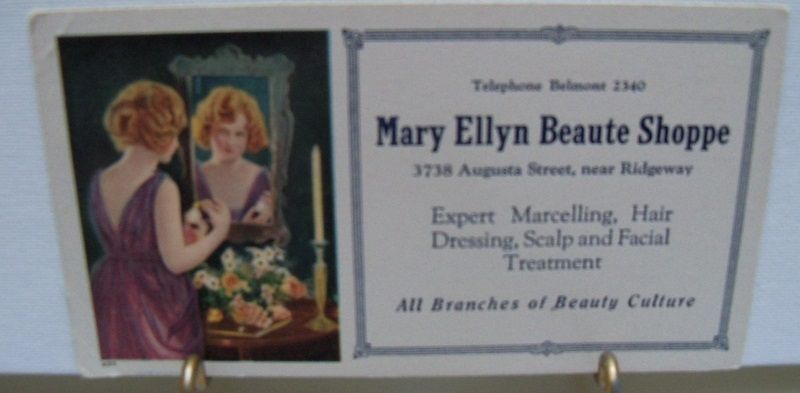 Telephone Belmont 2340
Mary Ellyn Beaute Shoppe
3738 Augusta Street, near Ridgeway
Expert Marcelling, Hair
Dressing, Scalp and Facial
Treatment
All Branches of Beauty Culture